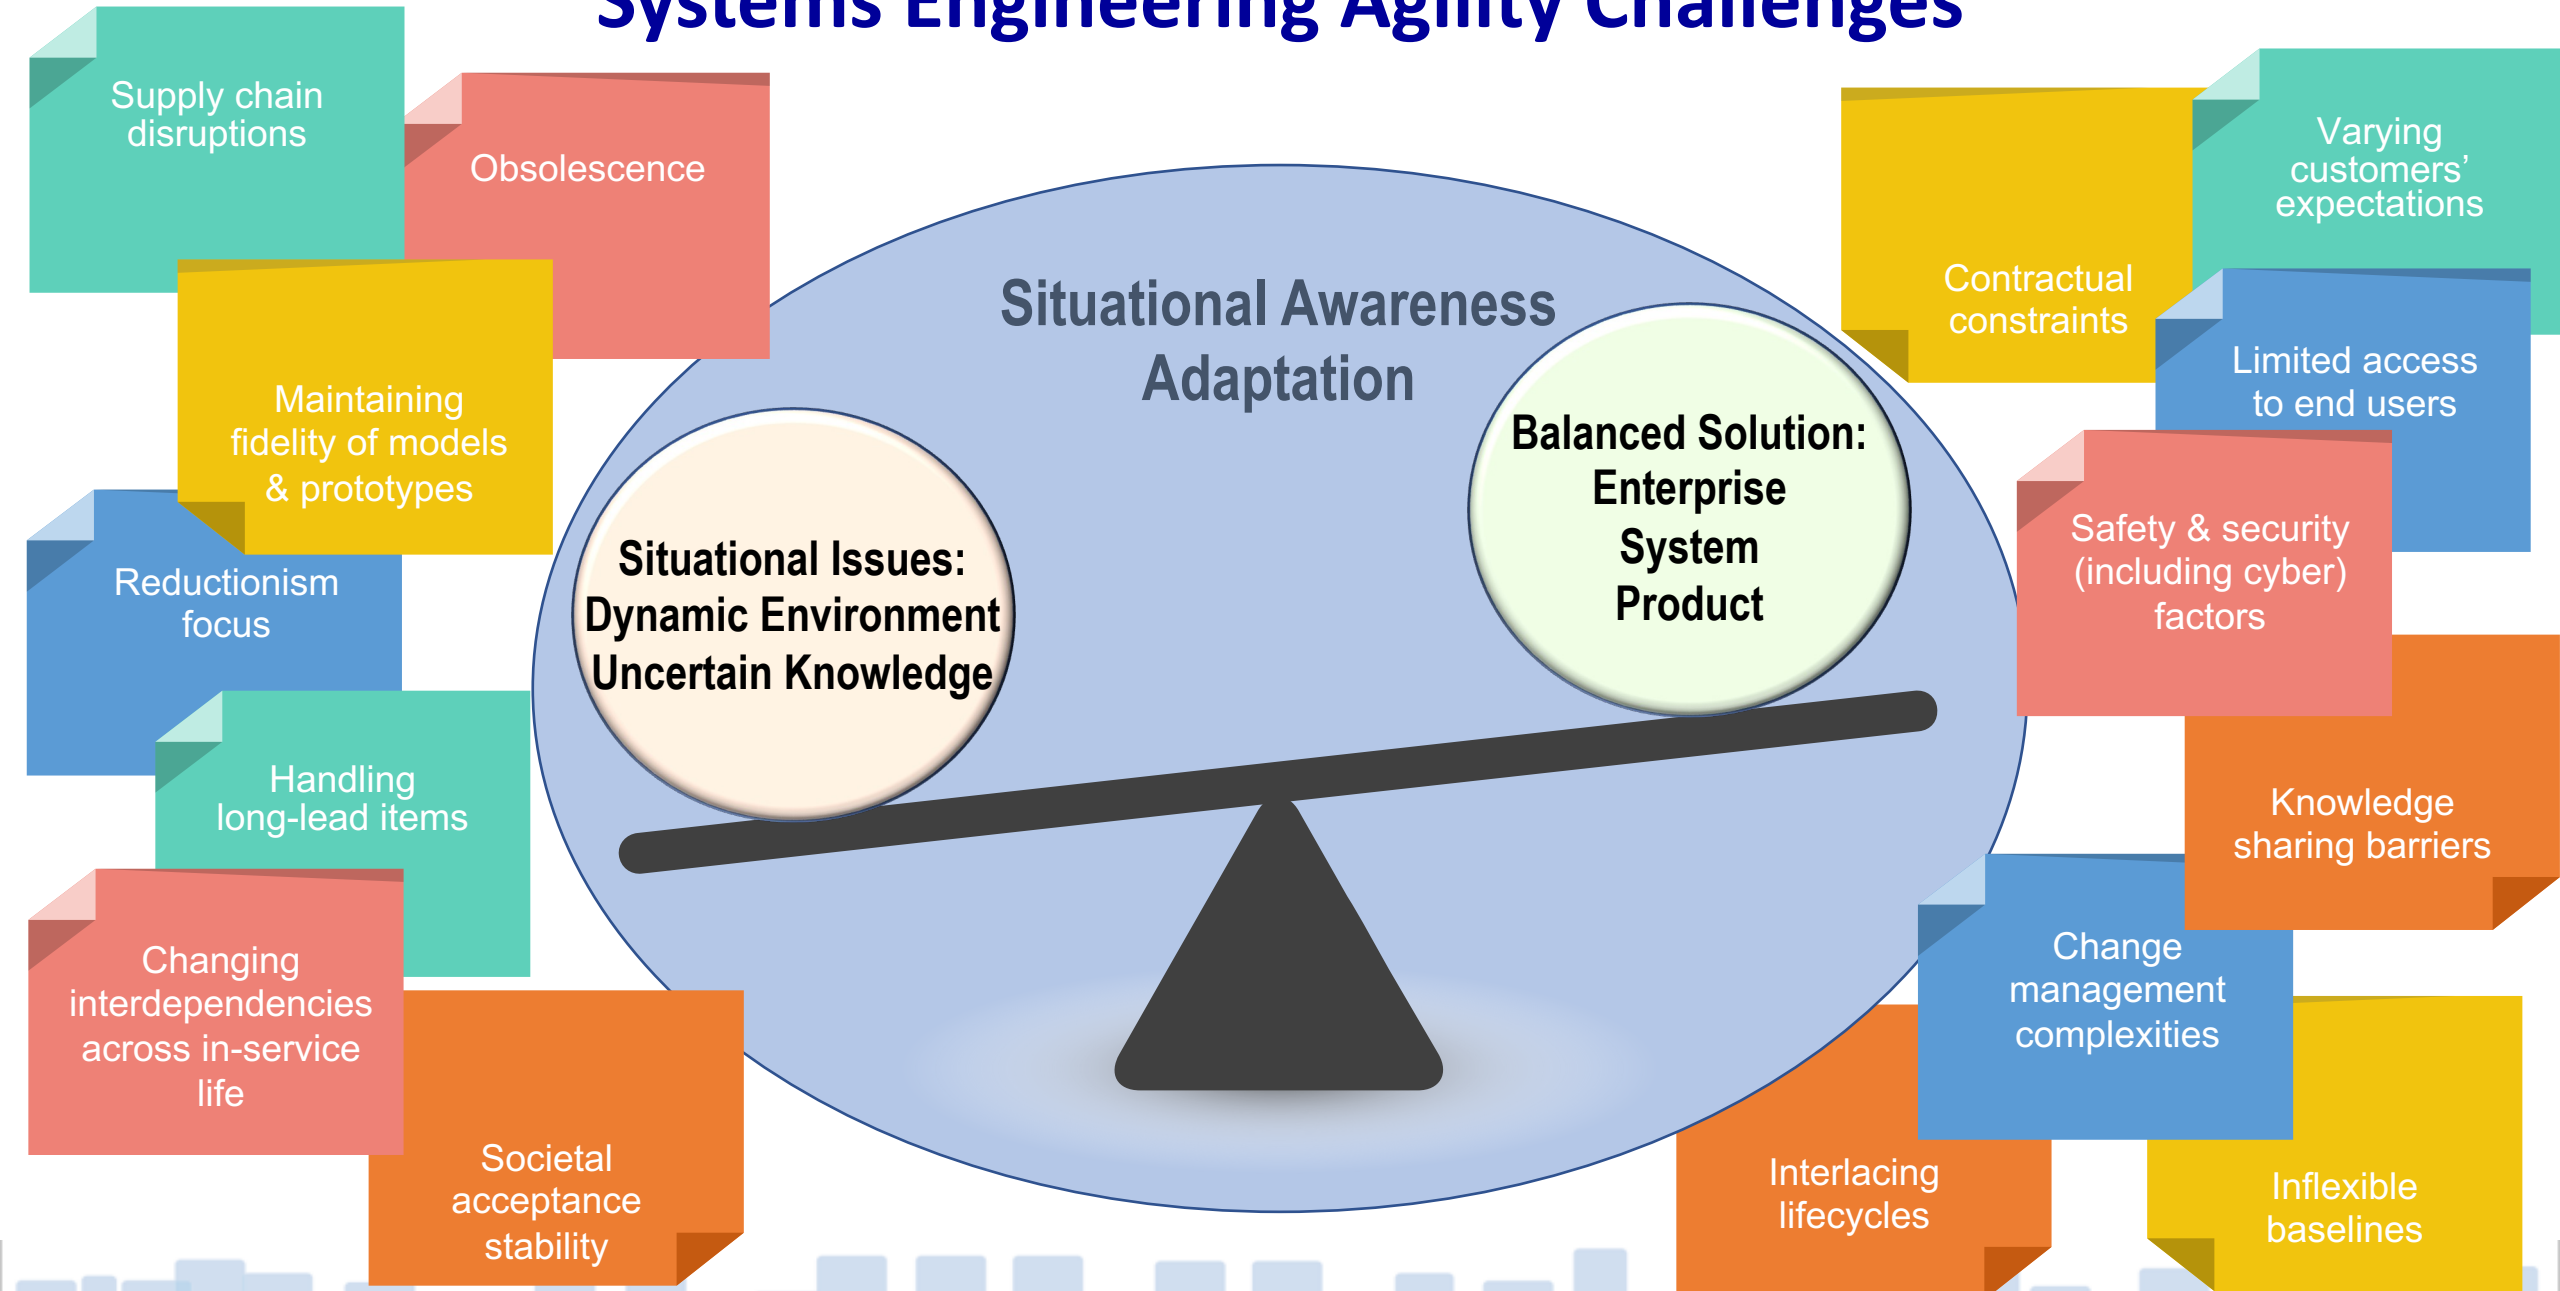 Systems Engineering Agility Challenges
Supply chain
disruptions
Obsolescence
Maintaining
fidelity of models
& prototypes
Reductionism
focus
Handling
long-lead items
Changing
interdependencies
across in-service
life
Societal
acceptance
stability
Situational Awareness
Adaptation
Situational Issues:
Dynamic Environment
Uncertain Knowledge
Balanced Solution:
Enterprise
System
Product
Contractual
constraints
Varying
customers’
expectations
Limited access
to end users
Safety & security
(including cyber)
factors
Knowledge
sharing barriers
Change
management
complexities
Interlacing
lifecycles
Inflexible
baselines